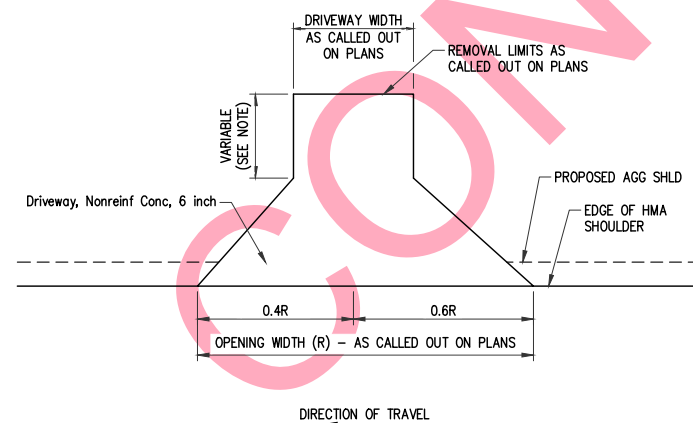 DRIVEWAY WIDTH
AS CALLED OUT
ON PLANS
REMOVAL LIMITS AS
CALLED OUT ON PLANS
VARIABLE
(SEE NOTE)
PROPOSED AGG SHLD
Driveway, Nonreinf Conc, 6 inch
EDGE OF HMA
SHOULDER
0.4R
0.6R
OPENING WIDTH (R) – AS CALLED OUT ON PLANS
DIRECTION OF TRAVEL
CON